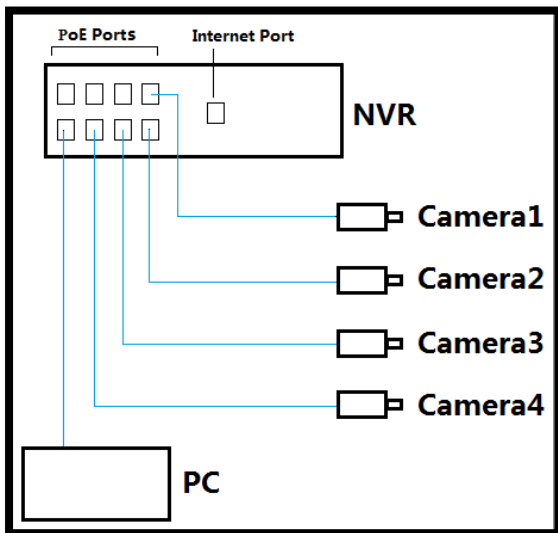 PoE Ports
Internet Port
NVR
Camera1
Camera2
Camera3
Camera4
PC